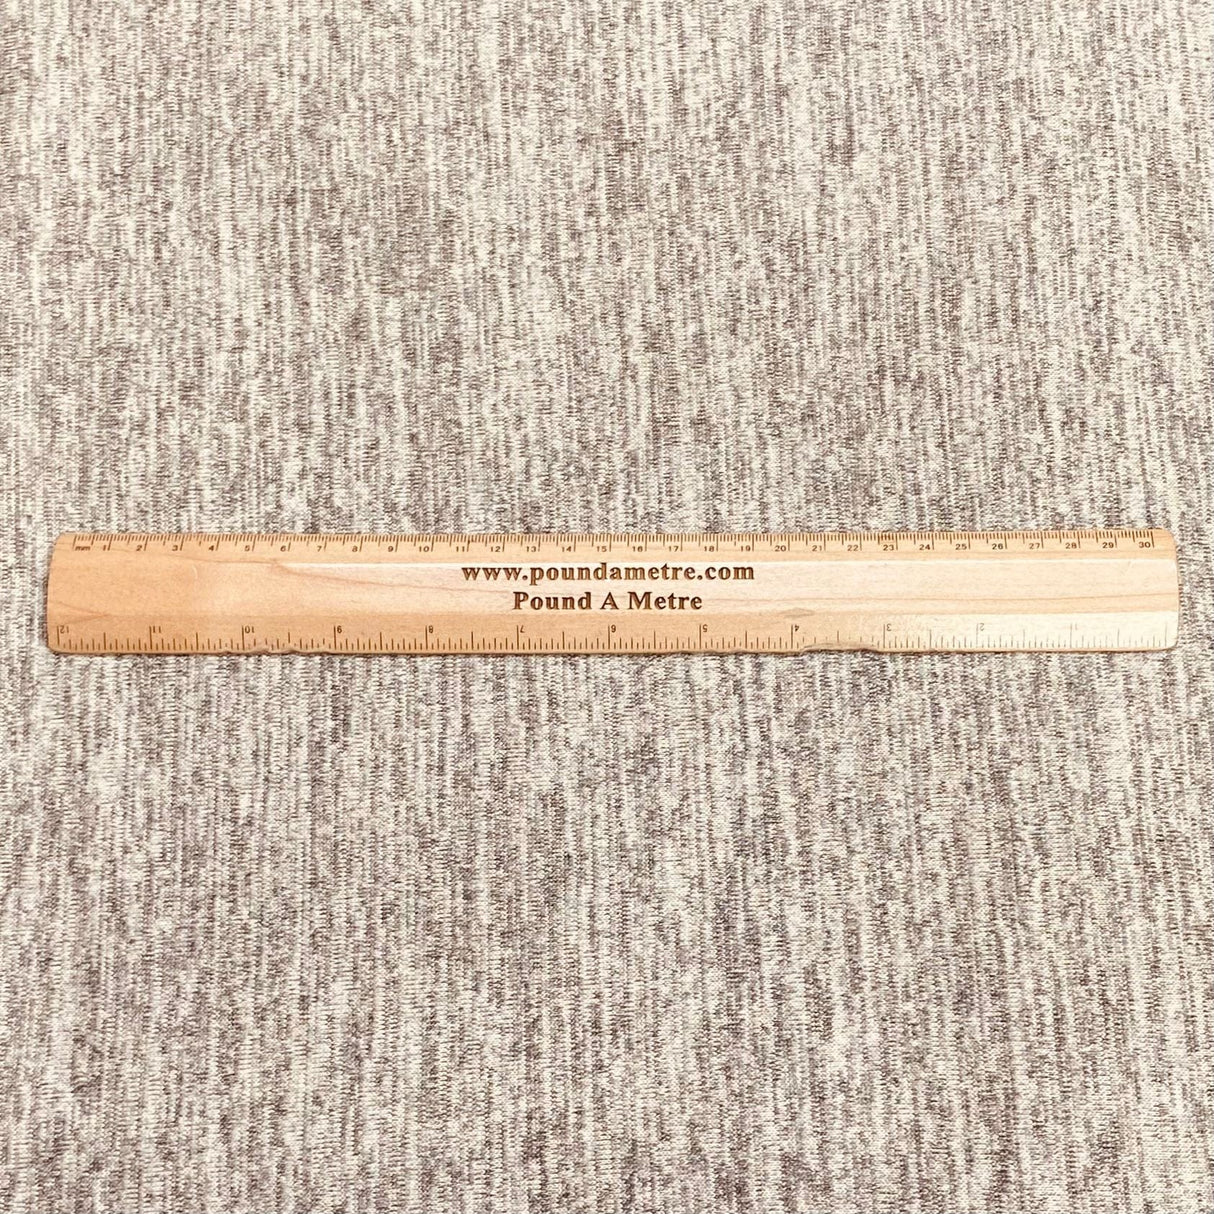 mm 1 2 3 4 5 6 7 8 9 10 11 12 13 14 15 16 17 18 19 20 21 22 23 24 25 26 27 28 29 30
www.poundametre.com
Pound A Metre
12 11 10 9 8 7 6 5 4 3 2 1